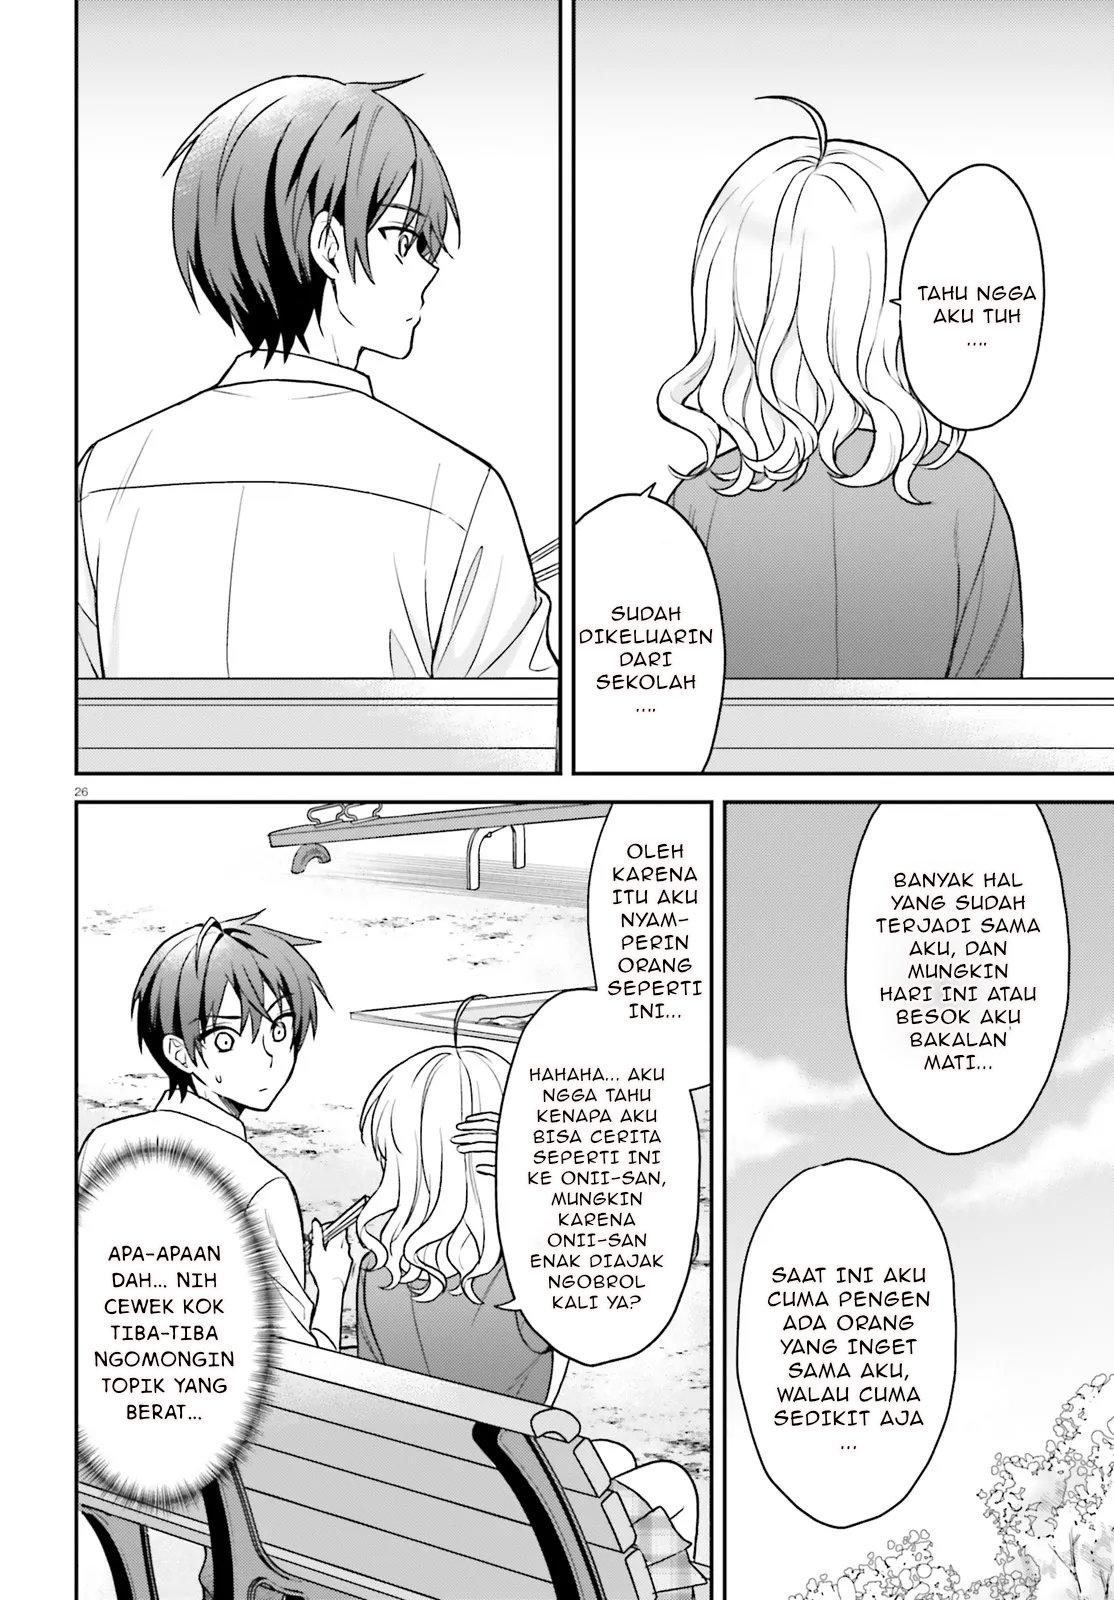 TAHU NGGA
AKU TUH
....
SUDAH
DIKELUARIN
DARI
SEKOLAH
....
26
BANYAK HAL
YANG SUDAH
TERJADI SAMA
AKU, DAN
MUNGKIN
HARI INI ATAU
BESOK AKU
BAKALAN
MATI...
SAAT INI AKU
CUMA PENGEN
ADA ORANG
YANG INGET
SAMA AKU,
WALAU CUMA
SEDIKIT AJA
...
OLEH
KARENA
ITU AKU
NYAM-
PERIN
ORANG
SEPERTI
INI...
HAHAHA... AKU
NGGA TAHU
KENAPA AKU
BISA CERITA
SEPERTI INI
KE ONII-SAN,
MUNGKIN
KARENA
ONII-SAN
ENAK DIAJAK
NGOBROL
KALI YA?
APA-APAAN
DAH... NIH
CEWEK KOK
TIBA-TIBA
NGOMONGIN
TOPIK YANG
BERAT...